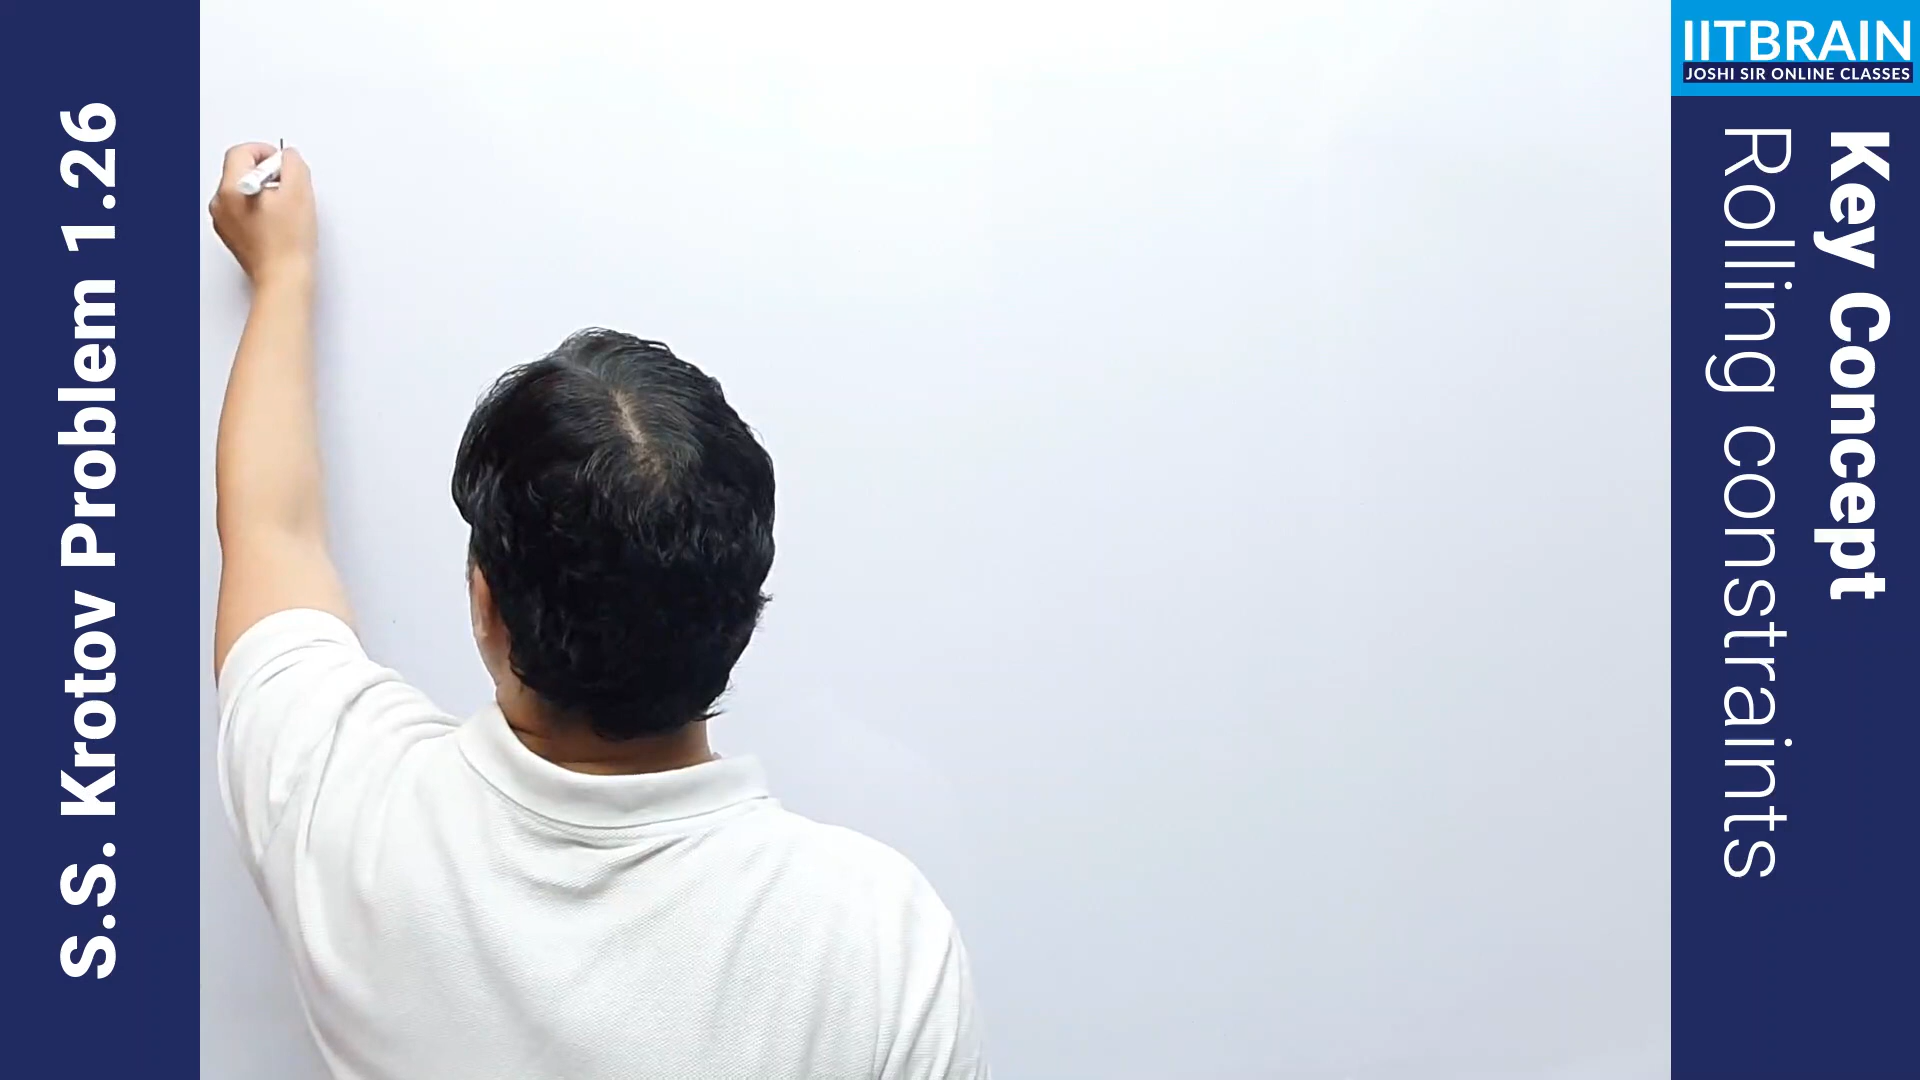 S.S. Krotov Problem 1.26
IITBRAIN
JOSHI SIR ONLINE CLASSES
Key Concept
Rolling constraints